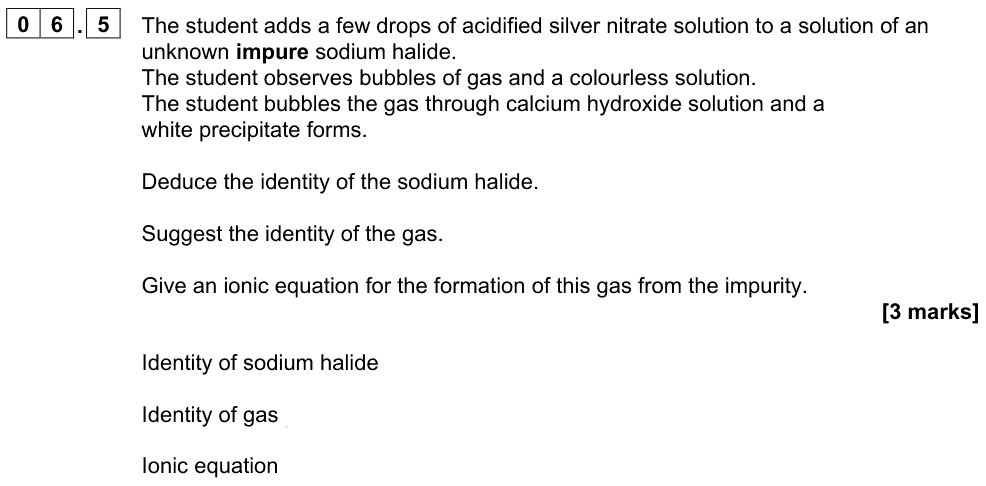 0 6 . 5 The student adds a few drops of acidified silver nitrate solution to a solution of an
unknown impure sodium halide.
The student observes bubbles of gas and a colourless solution.
The student bubbles the gas through calcium hydroxide solution and a
white precipitate forms.
Deduce the identity of the sodium halide.
Suggest the identity of the gas.
Give an ionic equation for the formation of this gas from the impurity.
[3 marks]
Identity of sodium halide
Identity of gas
Ionic equation